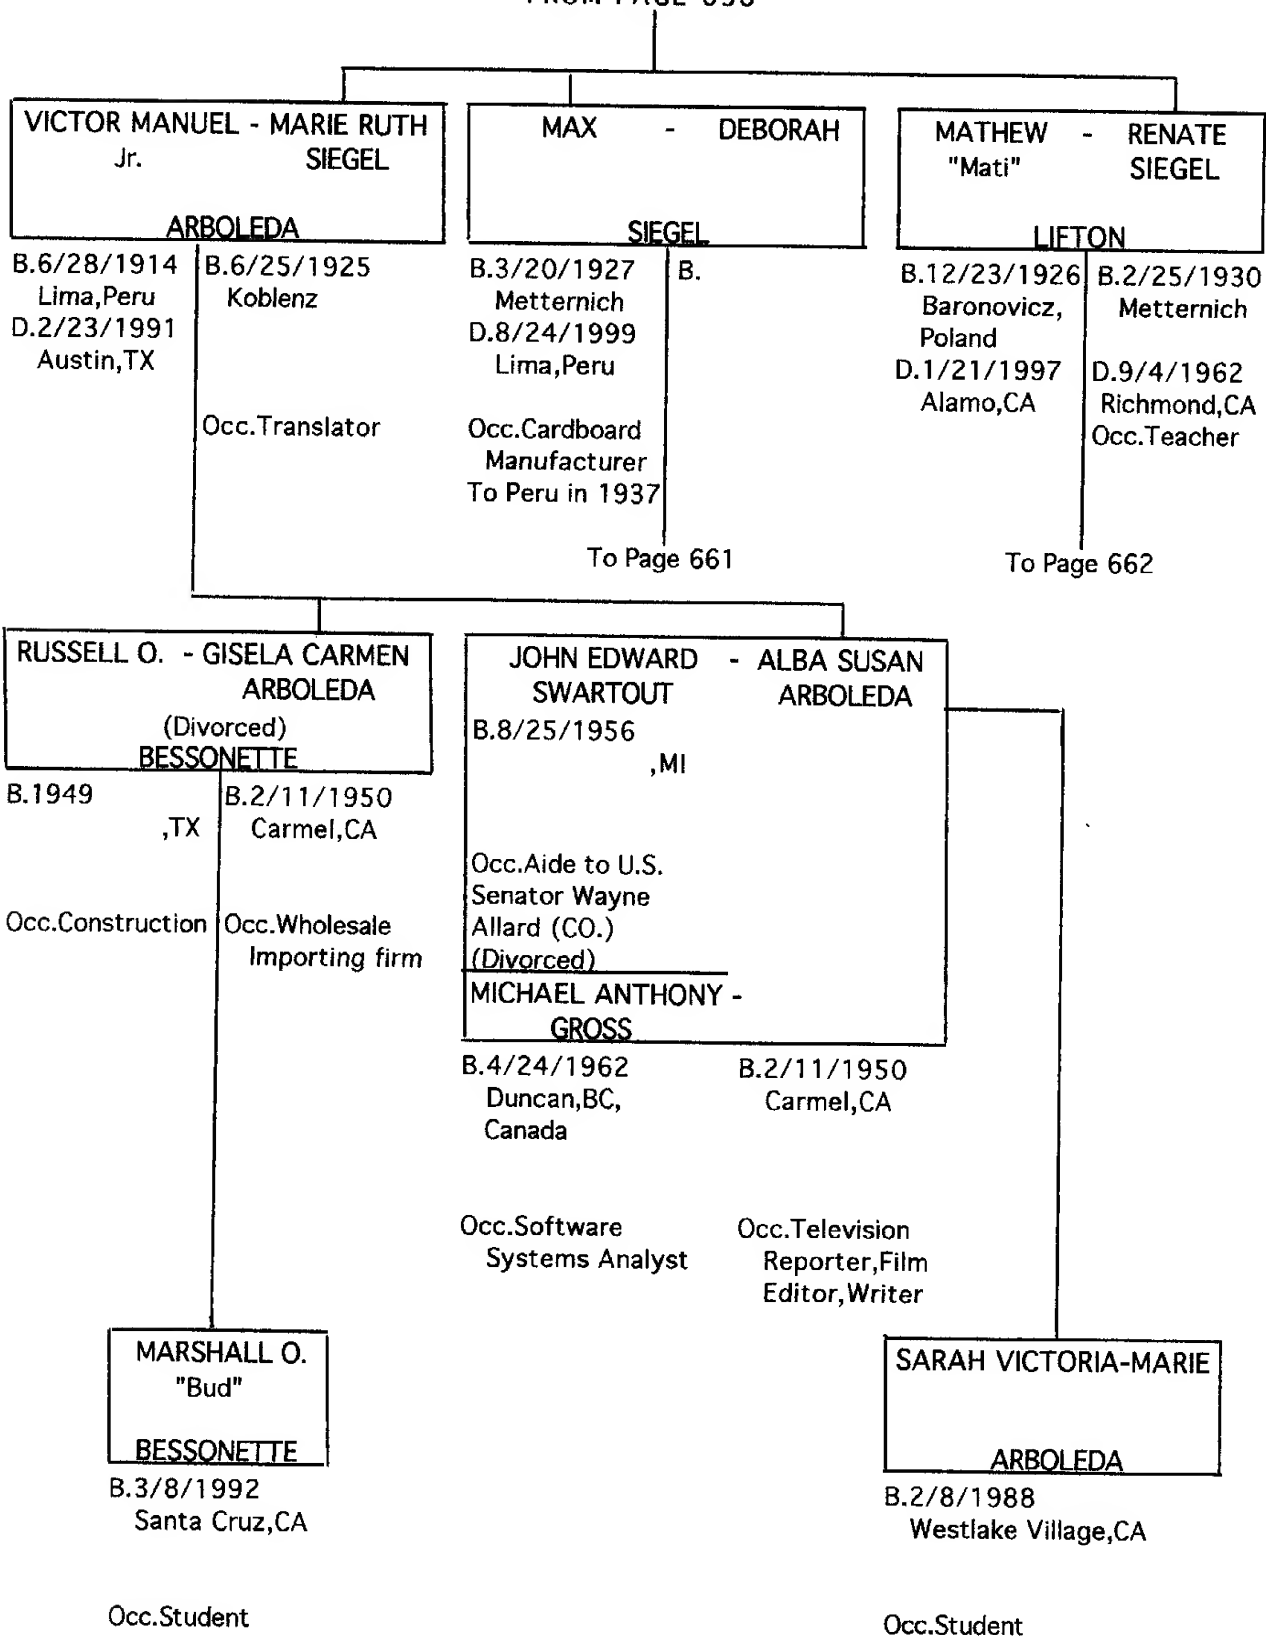 FROM PAGE 656
VICTOR MANUEL - MARIE RUTH
Jr. SIEGEL
ARBOLEDA
B.6/28/1914 B.6/25/1925
Lima,Peru Koblenz
D.2/23/1991
Austin,TX
Occ.Translator
MAX - DEBORAH
SIEGEL
B.3/20/1927 B.
Metternich
D.8/24/1999
Lima,Peru
Occ.Cardboard
Manufacturer
To Peru in 1937
To Page 661
MATHEW - RENATE
"Mati" SIEGEL
LIFTON
B.12/23/1926 B.2/25/1930
Baronovicz, Metternich
Poland
D.1/21/1997 D.9/4/1962
Alamo,CA Richmond,CA
Occ.Teacher
To Page 662
RUSSELL O. - GISELA CARMEN
ARBOLEDA
(Divorced)
BESSONETTE
B.1949 B.2/11/1950
,TX Carmel,CA
Occ.Construction Occ.Wholesale
Importing firm
JOHN EDWARD - ALBA SUSAN
SWARTOUT ARBOLEDA
B.8/25/1956
,MI
Occ.Aide to U.S.
Senator Wayne
Allard (CO.)
(Divorced)
MICHAEL ANTHONY -
GROSS
B.4/24/1962 B.2/11/1950
Duncan,BC, Carmel,CA
Canada
Occ.Software Occ.Television
Systems Analyst Reporter,Film
Editor,Writer
MARSHALL O.
"Bud"
BESSONETTE
B.3/8/1992
Santa Cruz,CA
Occ.Student
SARAH VICTORIA-MARIE
ARBOLEDA
B.2/8/1988
Westlake Village,CA
Occ.Student